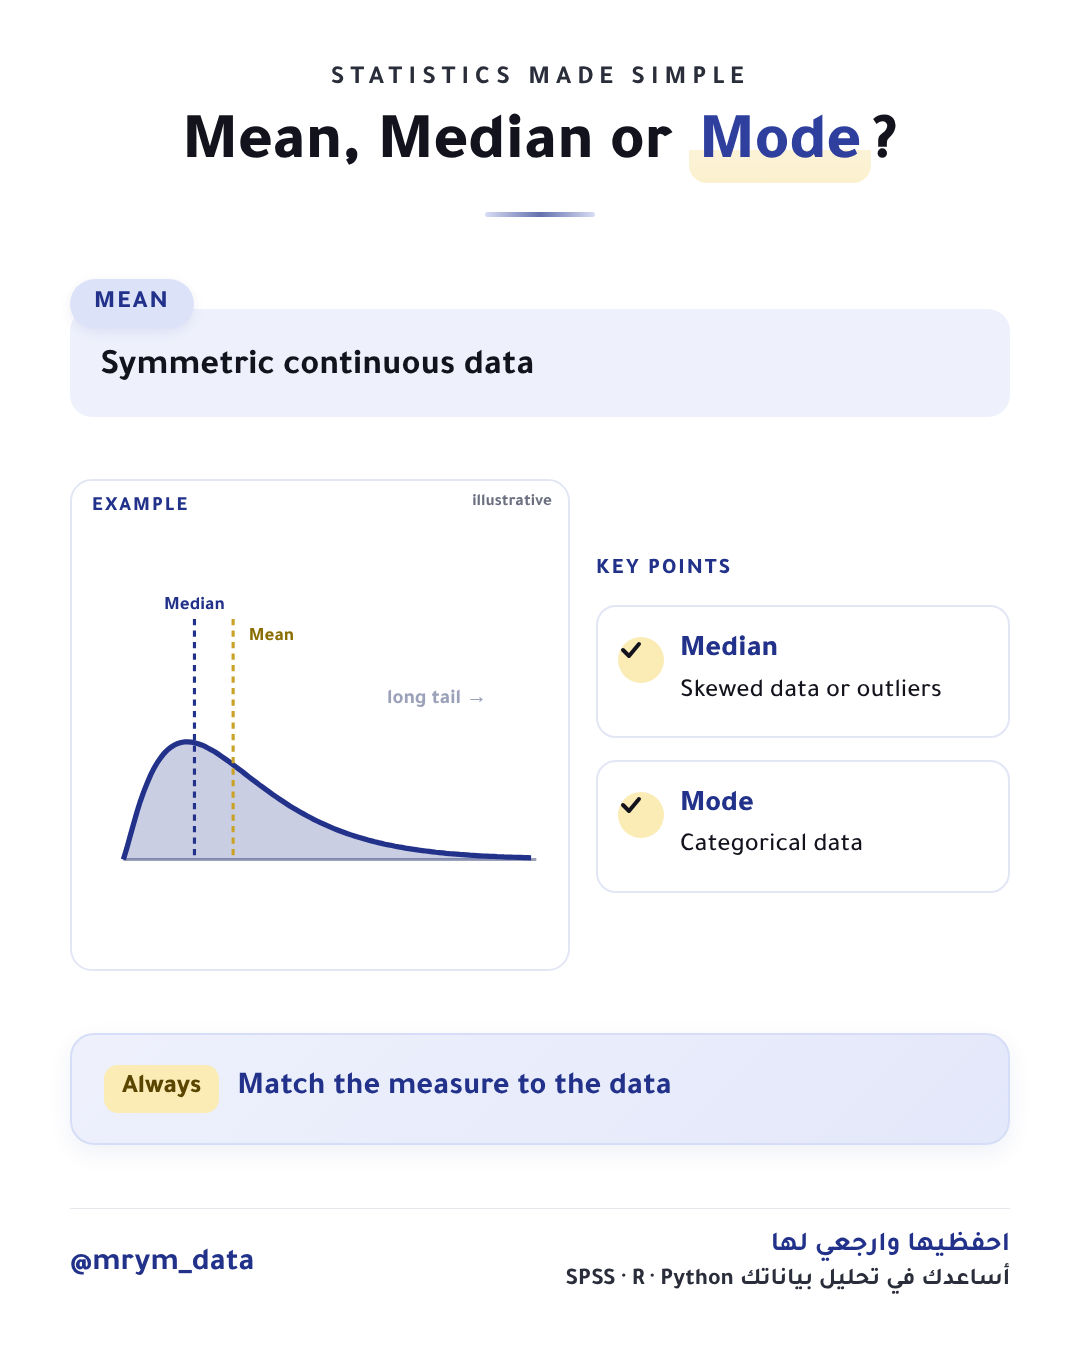 STATISTICS MADE SIMPLE
Mean, Median or Mode?
MEAN
Symmetric continuous data
EXAMPLE
illustrative
Median
Mean
long tail →
KEY POINTS
Median
Skewed data or outliers
Mode
Categorical data
Always Match the measure to the data
@mrym_data
احفظيها وارجعي لها
أساعدك في تحليل بياناتك SPSS · R · Python